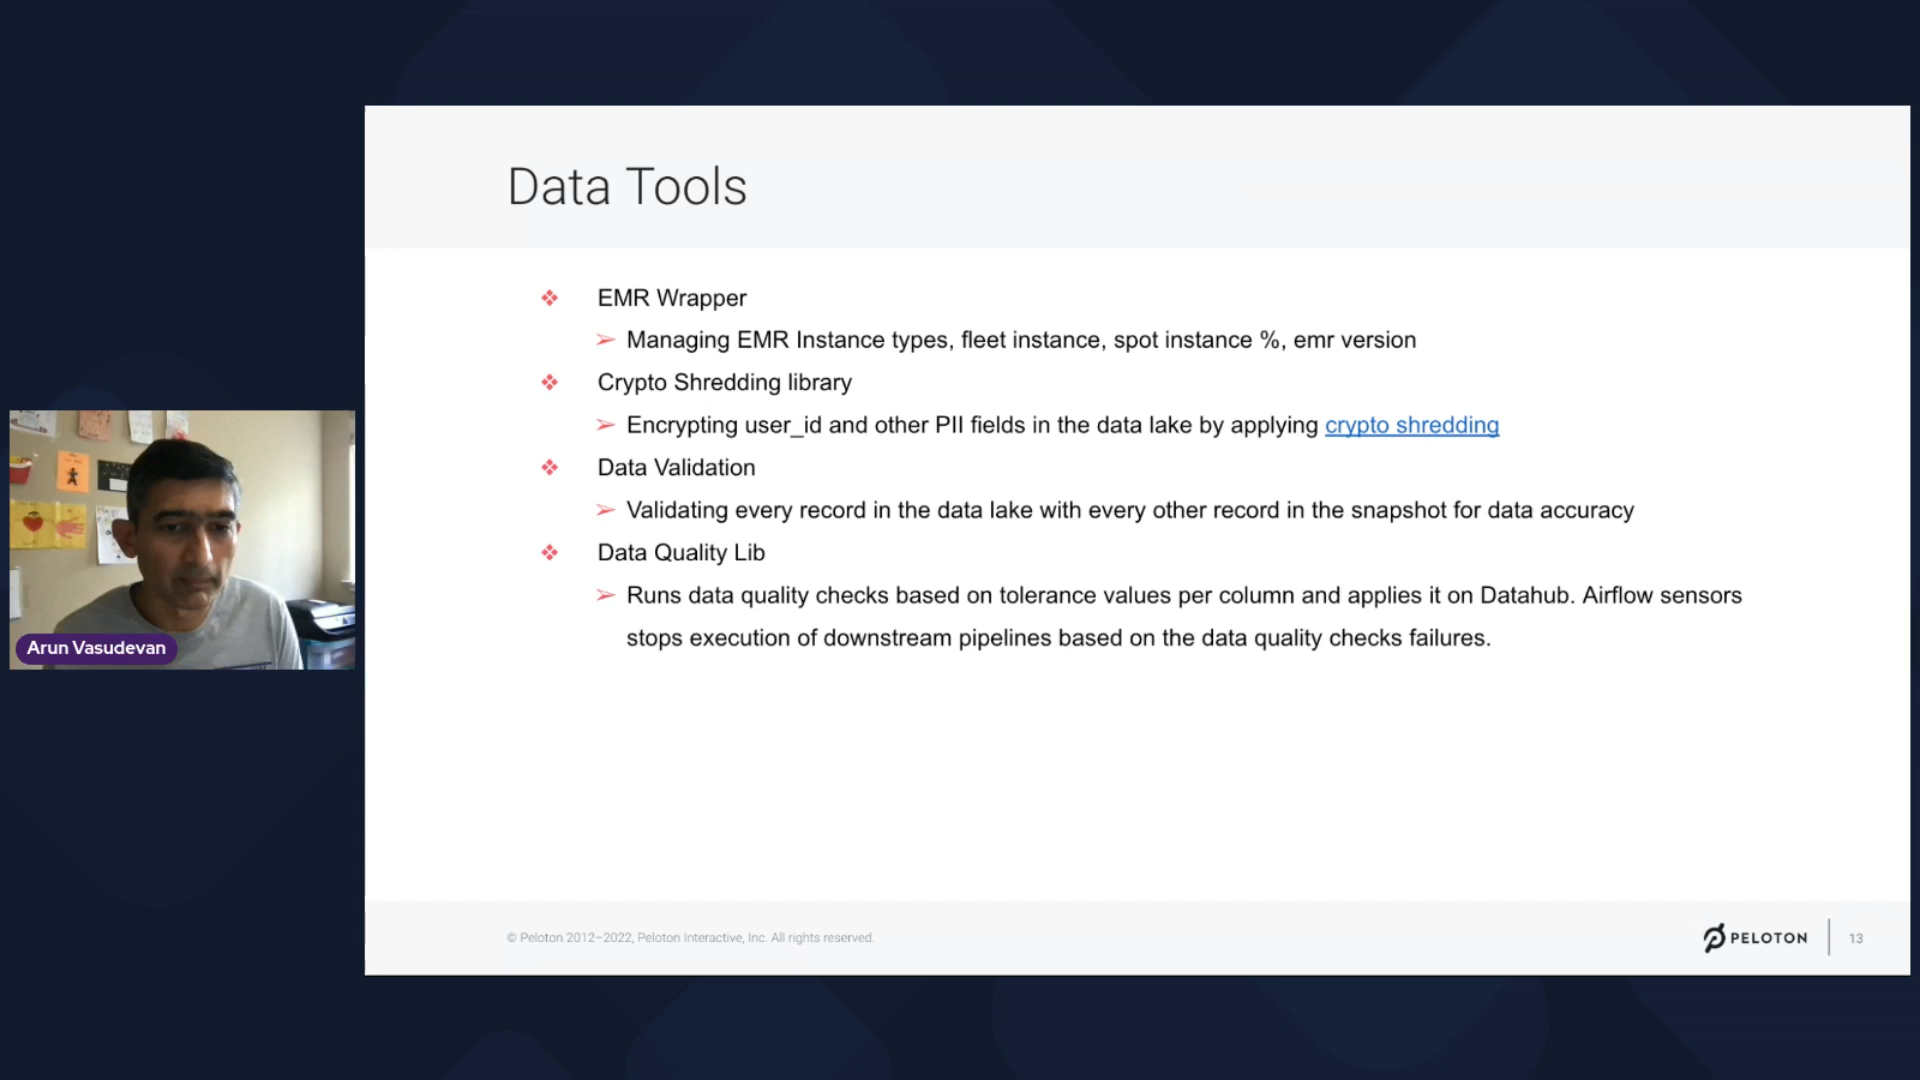 Data Tools
EMR Wrapper
Managing EMR Instance types, fleet instance, spot instance %, emr version
Crypto Shredding library
Encrypting user_id and other PII fields in the data lake by applying crypto shredding
Data Validation
Validating every record in the data lake with every other record in the snapshot for data accuracy
Data Quality Lib
Runs data quality checks based on tolerance values per column and applies it on Datahub. Airflow sensors
stops execution of downstream pipelines based on the data quality checks failures.
Arun Vasudevan
© Peloton 2012–2022, Peloton Interactive, Inc. All rights reserved.
PELOTON
13